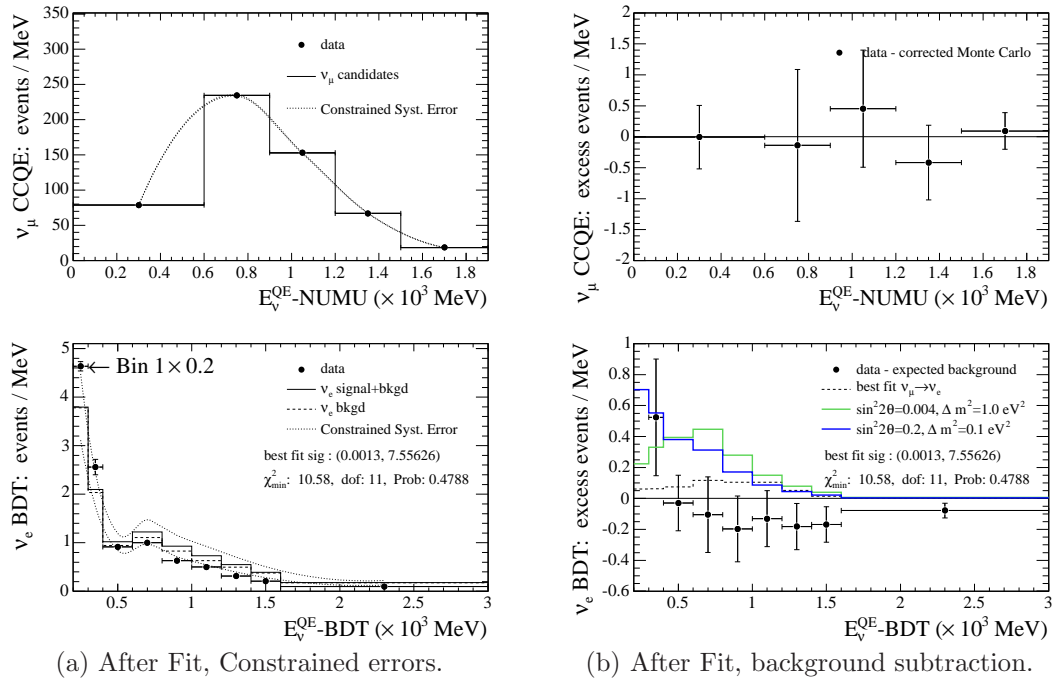 ν_μ CCQE: events / MeV
350
300
250
200
150
100
50
0
data
ν_μ candidates
Constrained Syst. Error
0 0.2 0.4 0.6 0.8 1 1.2 1.4 1.6 1.8
E_ν^QE-NUMU (× 10^3 MeV)
ν_μ CCQE: excess events / MeV
2
1.5
1
0.5
0
-0.5
-1
-1.5
-2
data - corrected Monte Carlo
0 0.2 0.4 0.6 0.8 1 1.2 1.4 1.6 1.8
E_ν^QE-NUMU (× 10^3 MeV)
ν_e BDT: events / MeV
5
4
3
2
1
0
Bin 1 × 0.2
data
ν_e signal+bkgd
ν_e bkgd
Constrained Syst. Error
best fit sig : (0.0013, 7.55626)
χ²_min: 10.58, dof: 11, Prob: 0.4788
0.5 1 1.5 2 2.5 3
E_ν^QE-BDT (× 10^3 MeV)
ν_e BDT: excess events / MeV
1
0.8
0.6
0.4
0.2
0
-0.2
-0.4
-0.6
data - expected background
best fit ν_μ→ν_e
sin²2θ=0.004, Δ m²=1.0 eV²
sin²2θ=0.2, Δ m²=0.1 eV²
best fit sig : (0.0013, 7.55626)
χ²_min: 10.58, dof: 11, Prob: 0.4788
0.5 1 1.5 2 2.5 3
E_ν^QE-BDT (× 10^3 MeV)
(a) After Fit, Constrained errors.
(b) After Fit, background subtraction.